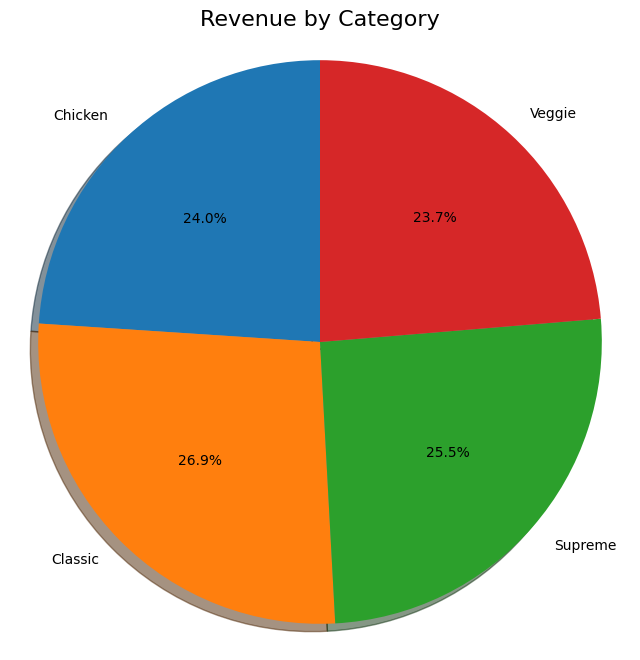 Revenue by Category
Chicken
Veggie
24.0%
23.7%
26.9%
25.5%
Classic
Supreme